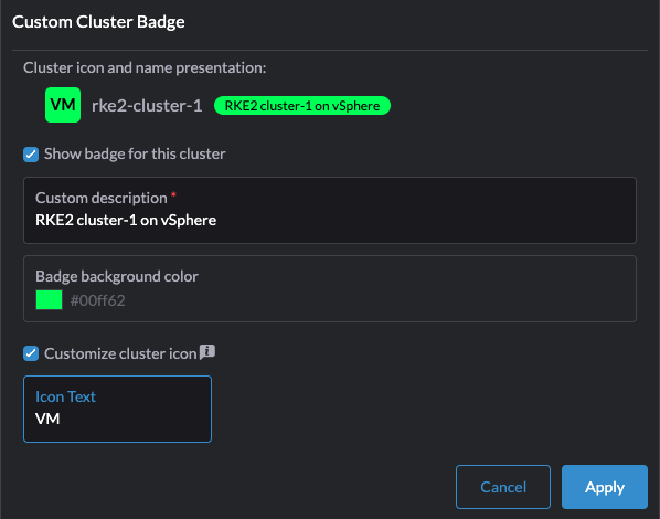 Custom Cluster Badge
Cluster icon and name presentation:
VM rke2-cluster-1 RKE2 cluster-1 on vSphere
Show badge for this cluster
Custom description *
RKE2 cluster-1 on vSphere
Badge background color
#00ff62
Customize cluster icon
Icon Text
VM
Cancel Apply